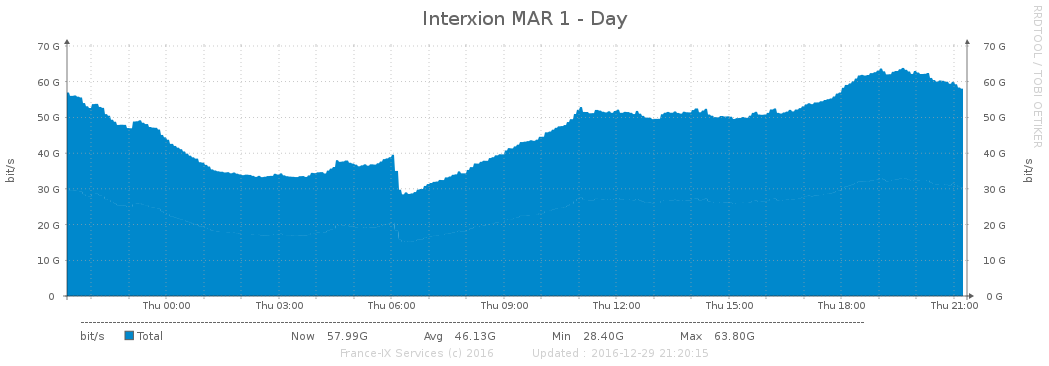 Interxion MAR 1 - Day
RRDTOOL / TOBI OETIKER
70 G 70 G
60 G 60 G
50 G 50 G
40 G 40 G
30 G 30 G
20 G 20 G
10 G 10 G
0 0 G
bit/s bit/s
Thu 00:00 Thu 03:00 Thu 06:00 Thu 09:00 Thu 12:00 Thu 15:00 Thu 18:00 Thu 21:00
bit/s Total Now 57.99G Avg 46.13G Min 28.40G Max 63.80G
France-IX Services (c) 2016 Updated : 2016-12-29 21:20:15